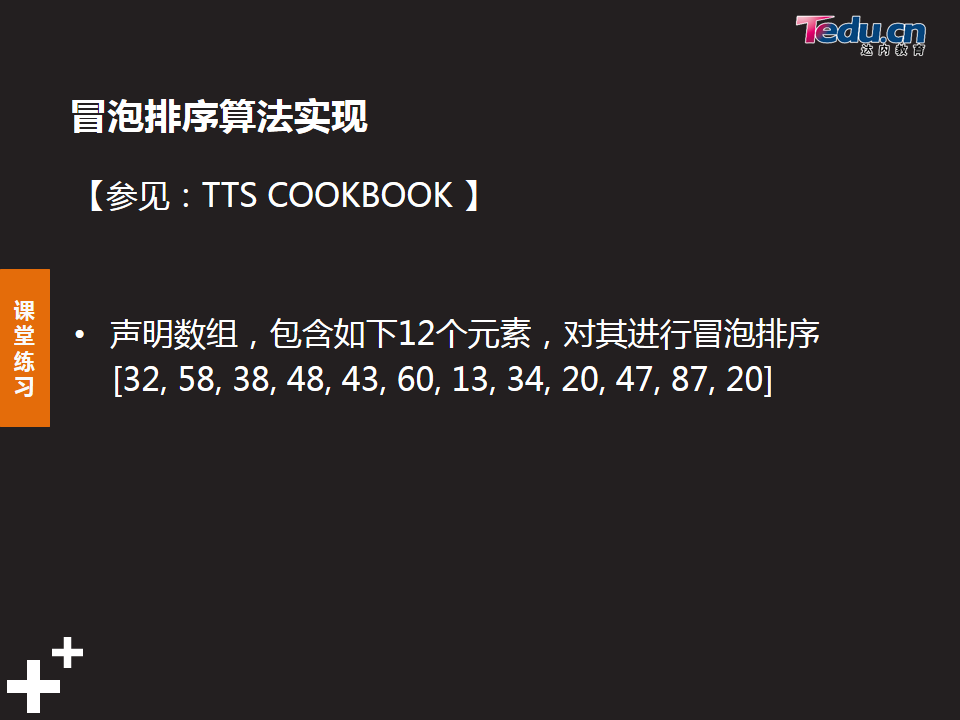 Tedu.cn
达内教育
冒泡排序算法实现
【参见：TTS COOKBOOK 】
课堂练习
• 声明数组，包含如下12个元素，对其进行冒泡排序
[32, 58, 38, 48, 43, 60, 13, 34, 20, 47, 87, 20]